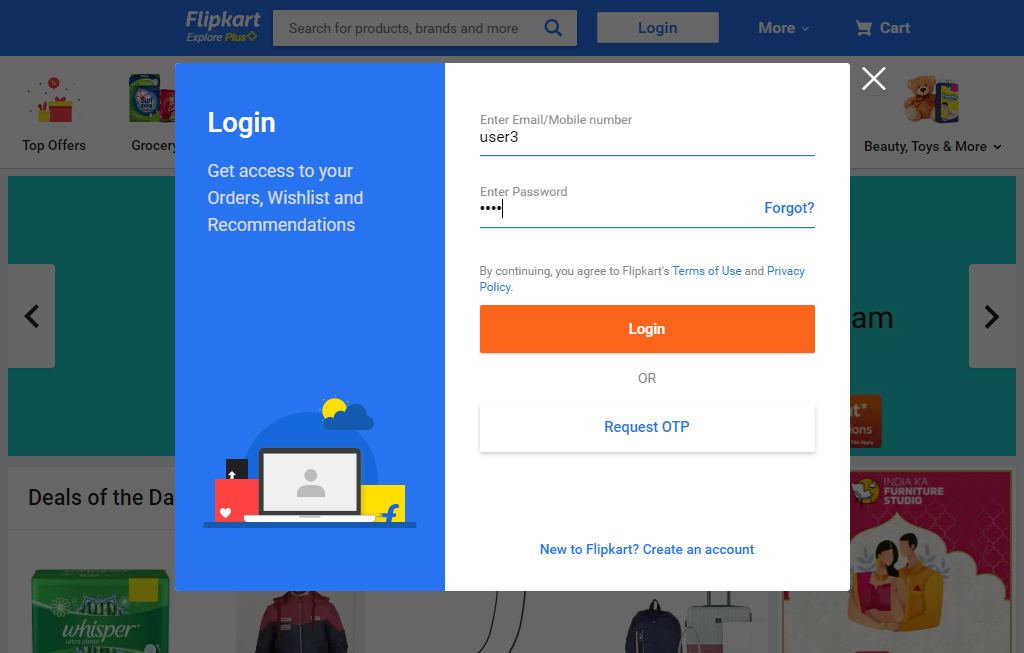 Flipkart
Explore Plus
Search for products, brands and more
Login
More
Cart
Top Offers
Grocery
Beauty, Toys & More
Login
Get access to your
Orders, Wishlist and
Recommendations
Enter Email/Mobile number
user3
Enter Password
••••
Forgot?
By continuing, you agree to Flipkart's Terms of Use and Privacy
Policy.
Login
OR
Request OTP
New to Flipkart? Create an account
am
Deals of the Da
INDIA KA
FURNITURE
STUDIO
whisper
ultra clean